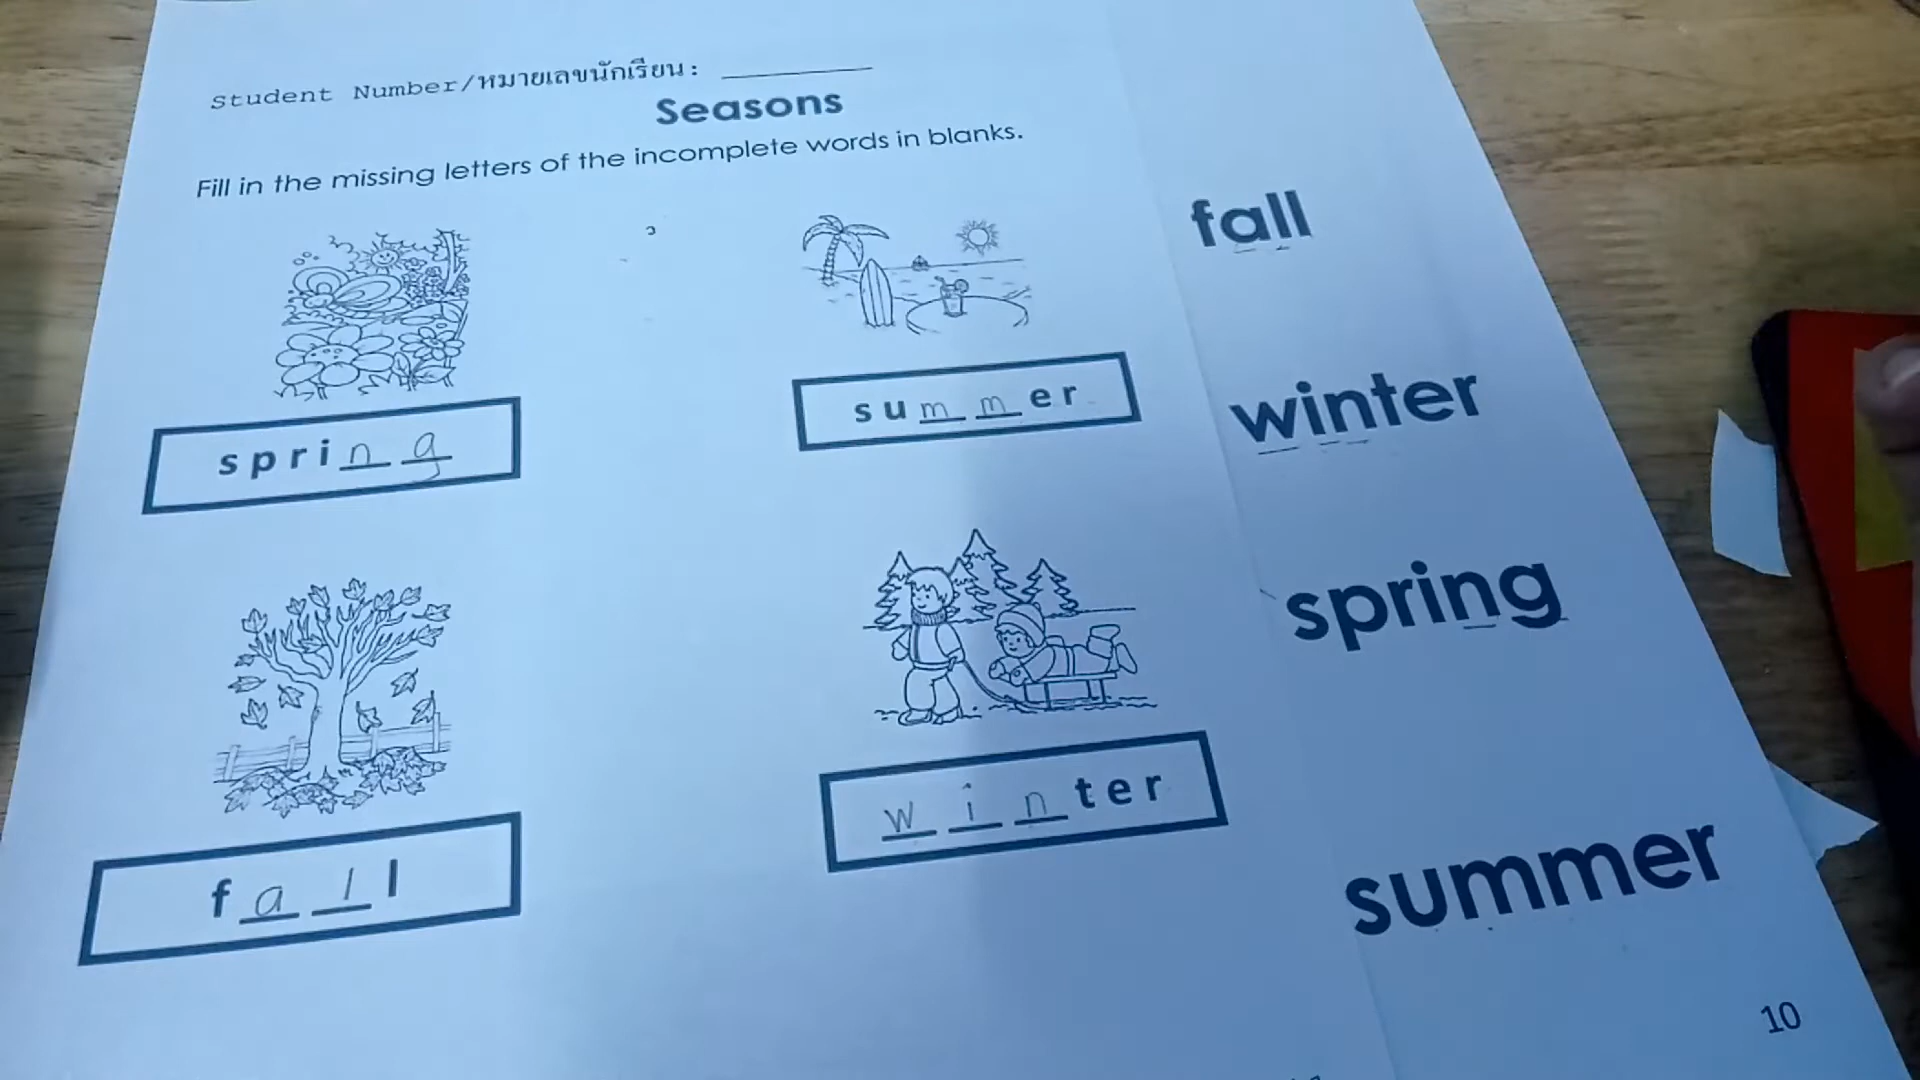 Student Number/หมายเลขนักเรียน: __________
Seasons
Fill in the missing letters of the incomplete words in blanks.
spring
summer
fall
winter
fall
winter
spring
summer
10